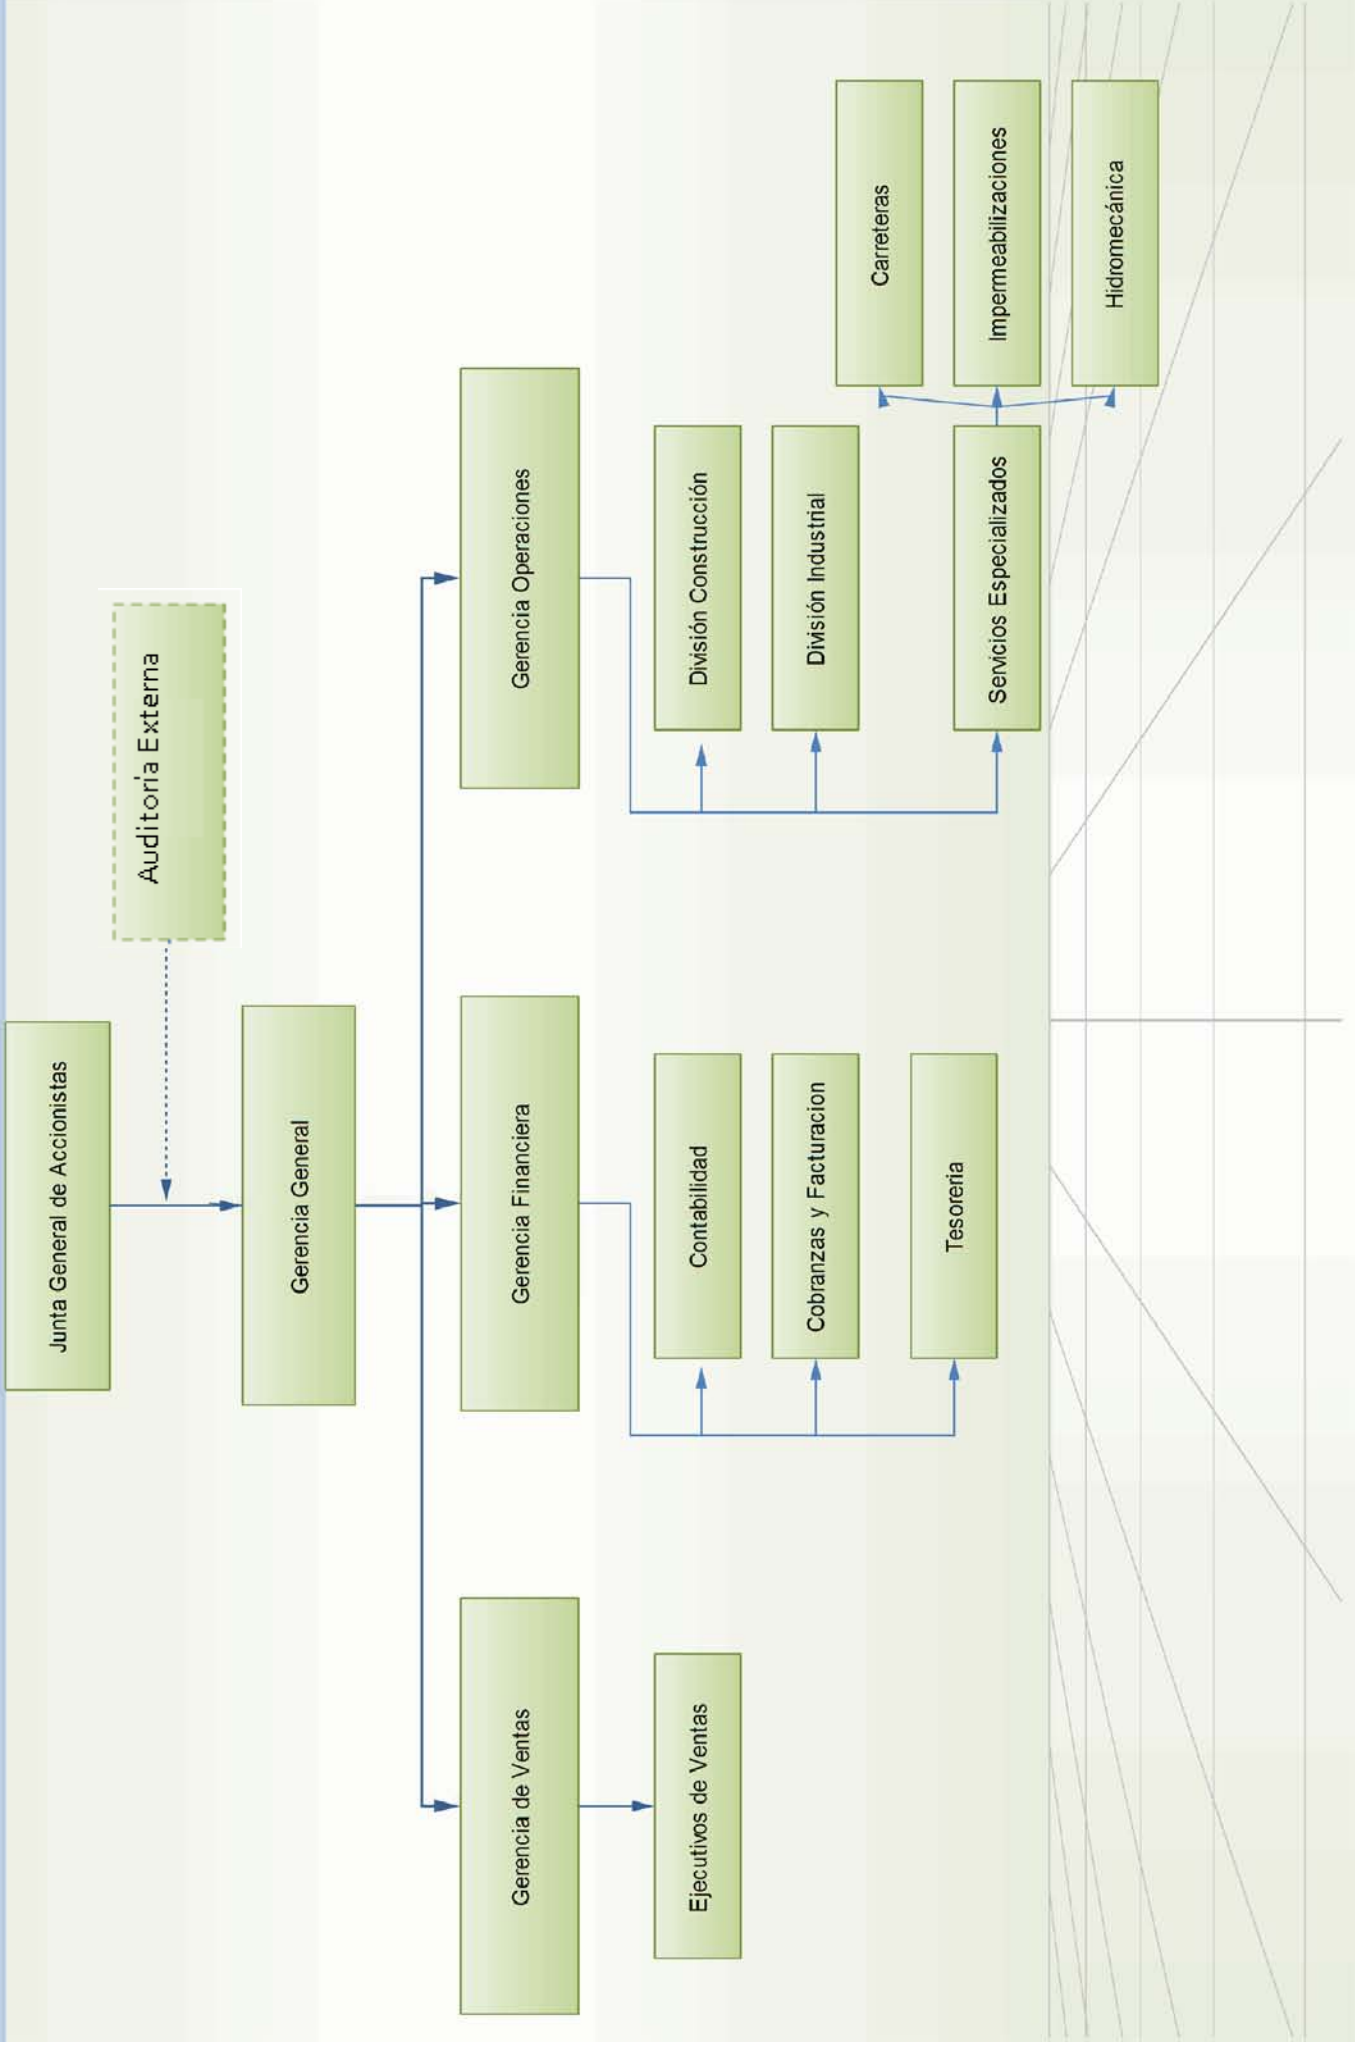 Junta General de Accionistas
Auditoría Externa
Gerencia General
Gerencia de Ventas
Gerencia Financiera
Gerencia Operaciones
Ejecutivos de Ventas
Contabilidad
Cobranzas y Facturacion
Tesoreria
División Construcción
División Industrial
Servicios Especializados
Carreteras
Impermeabilizaciones
Hidromecánica